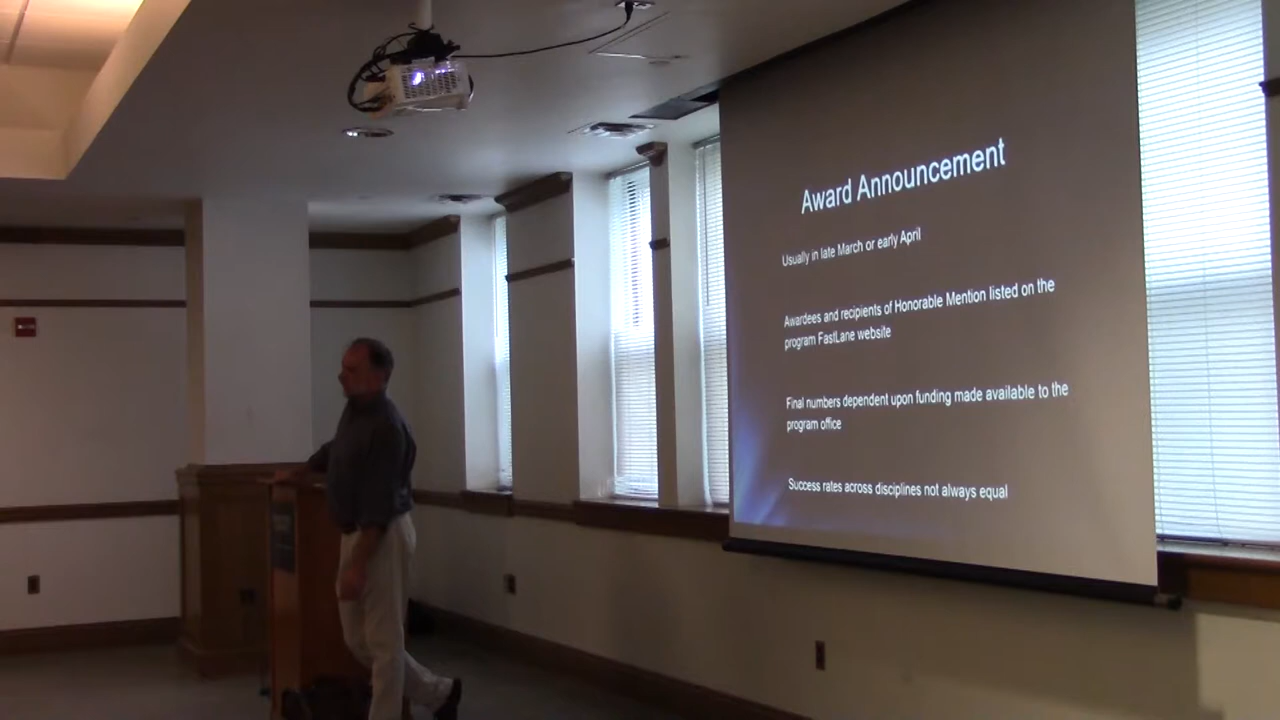 Award Announcement
Usually in late March or early April
Awardees and recipients of Honorable Mention listed on the
program FastLane website
Final numbers dependent upon funding made available to the
program office
Success rates across disciplines not always equal